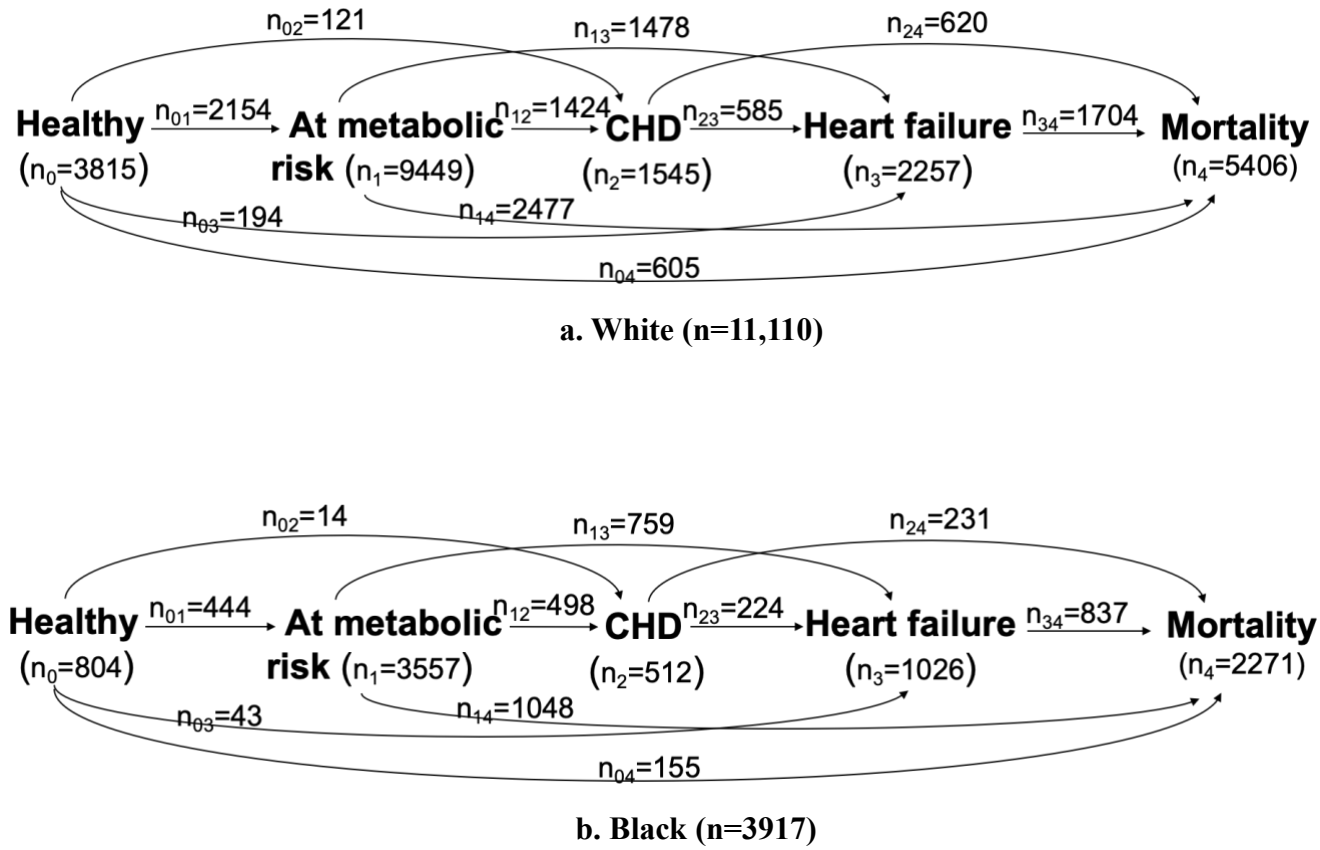 n02=121 n13=1478 n24=620
Healthy n01=2154 At metabolic n12=1424 CHD n23=585 Heart failure n34=1704 Mortality
(n0=3815) risk (n1=9449) (n2=1545) (n3=2257) (n4=5406)
n03=194 n14=2477
n04=605
a. White (n=11,110)
n02=14 n13=759 n24=231
Healthy n01=444 At metabolic n12=498 CHD n23=224 Heart failure n34=837 Mortality
(n0=804) risk (n1=3557) (n2=512) (n3=1026) (n4=2271)
n03=43 n14=1048
n04=155
b. Black (n=3917)